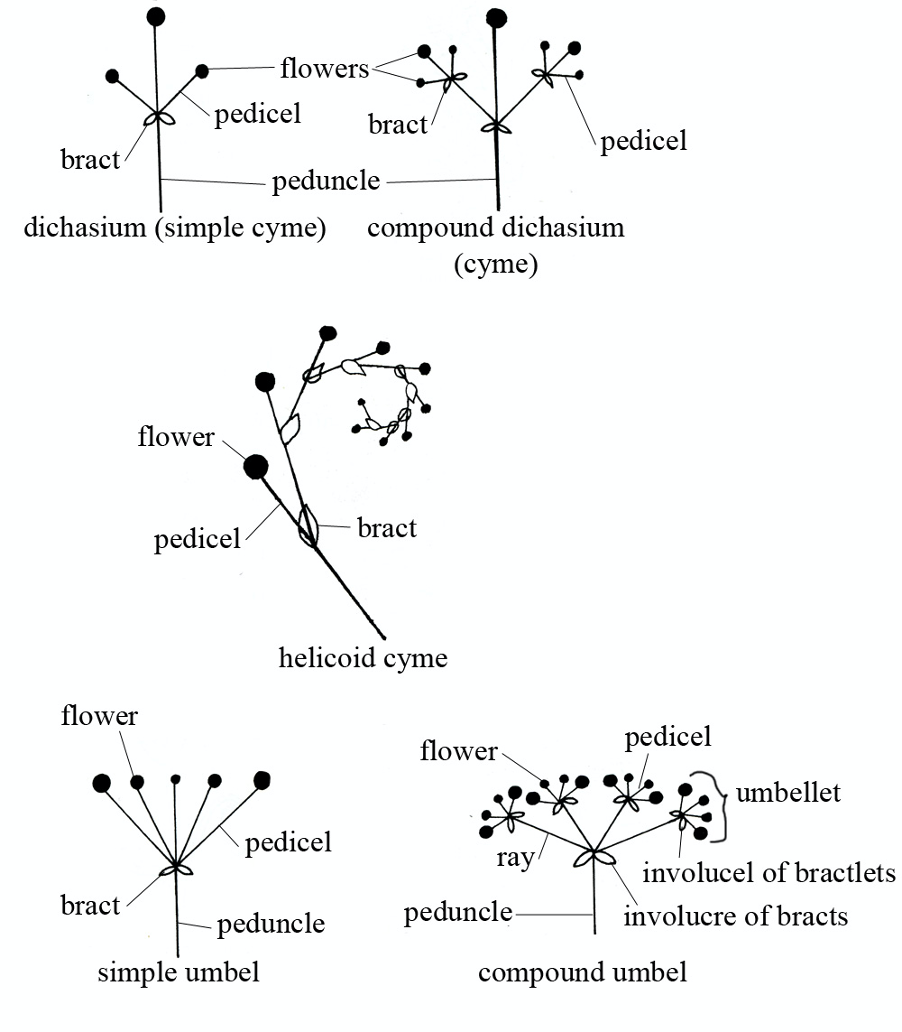 flowers
pedicel
bract
bract
pedicel
peduncle
dichasium (simple cyme)
compound dichasium
(cyme)
flower
pedicel
bract
helicoid cyme
flower
pedicel
bract
peduncle
simple umbel
pedicel
flower
umbellet
ray
involucel of bractlets
peduncle
involucre of bracts
compound umbel